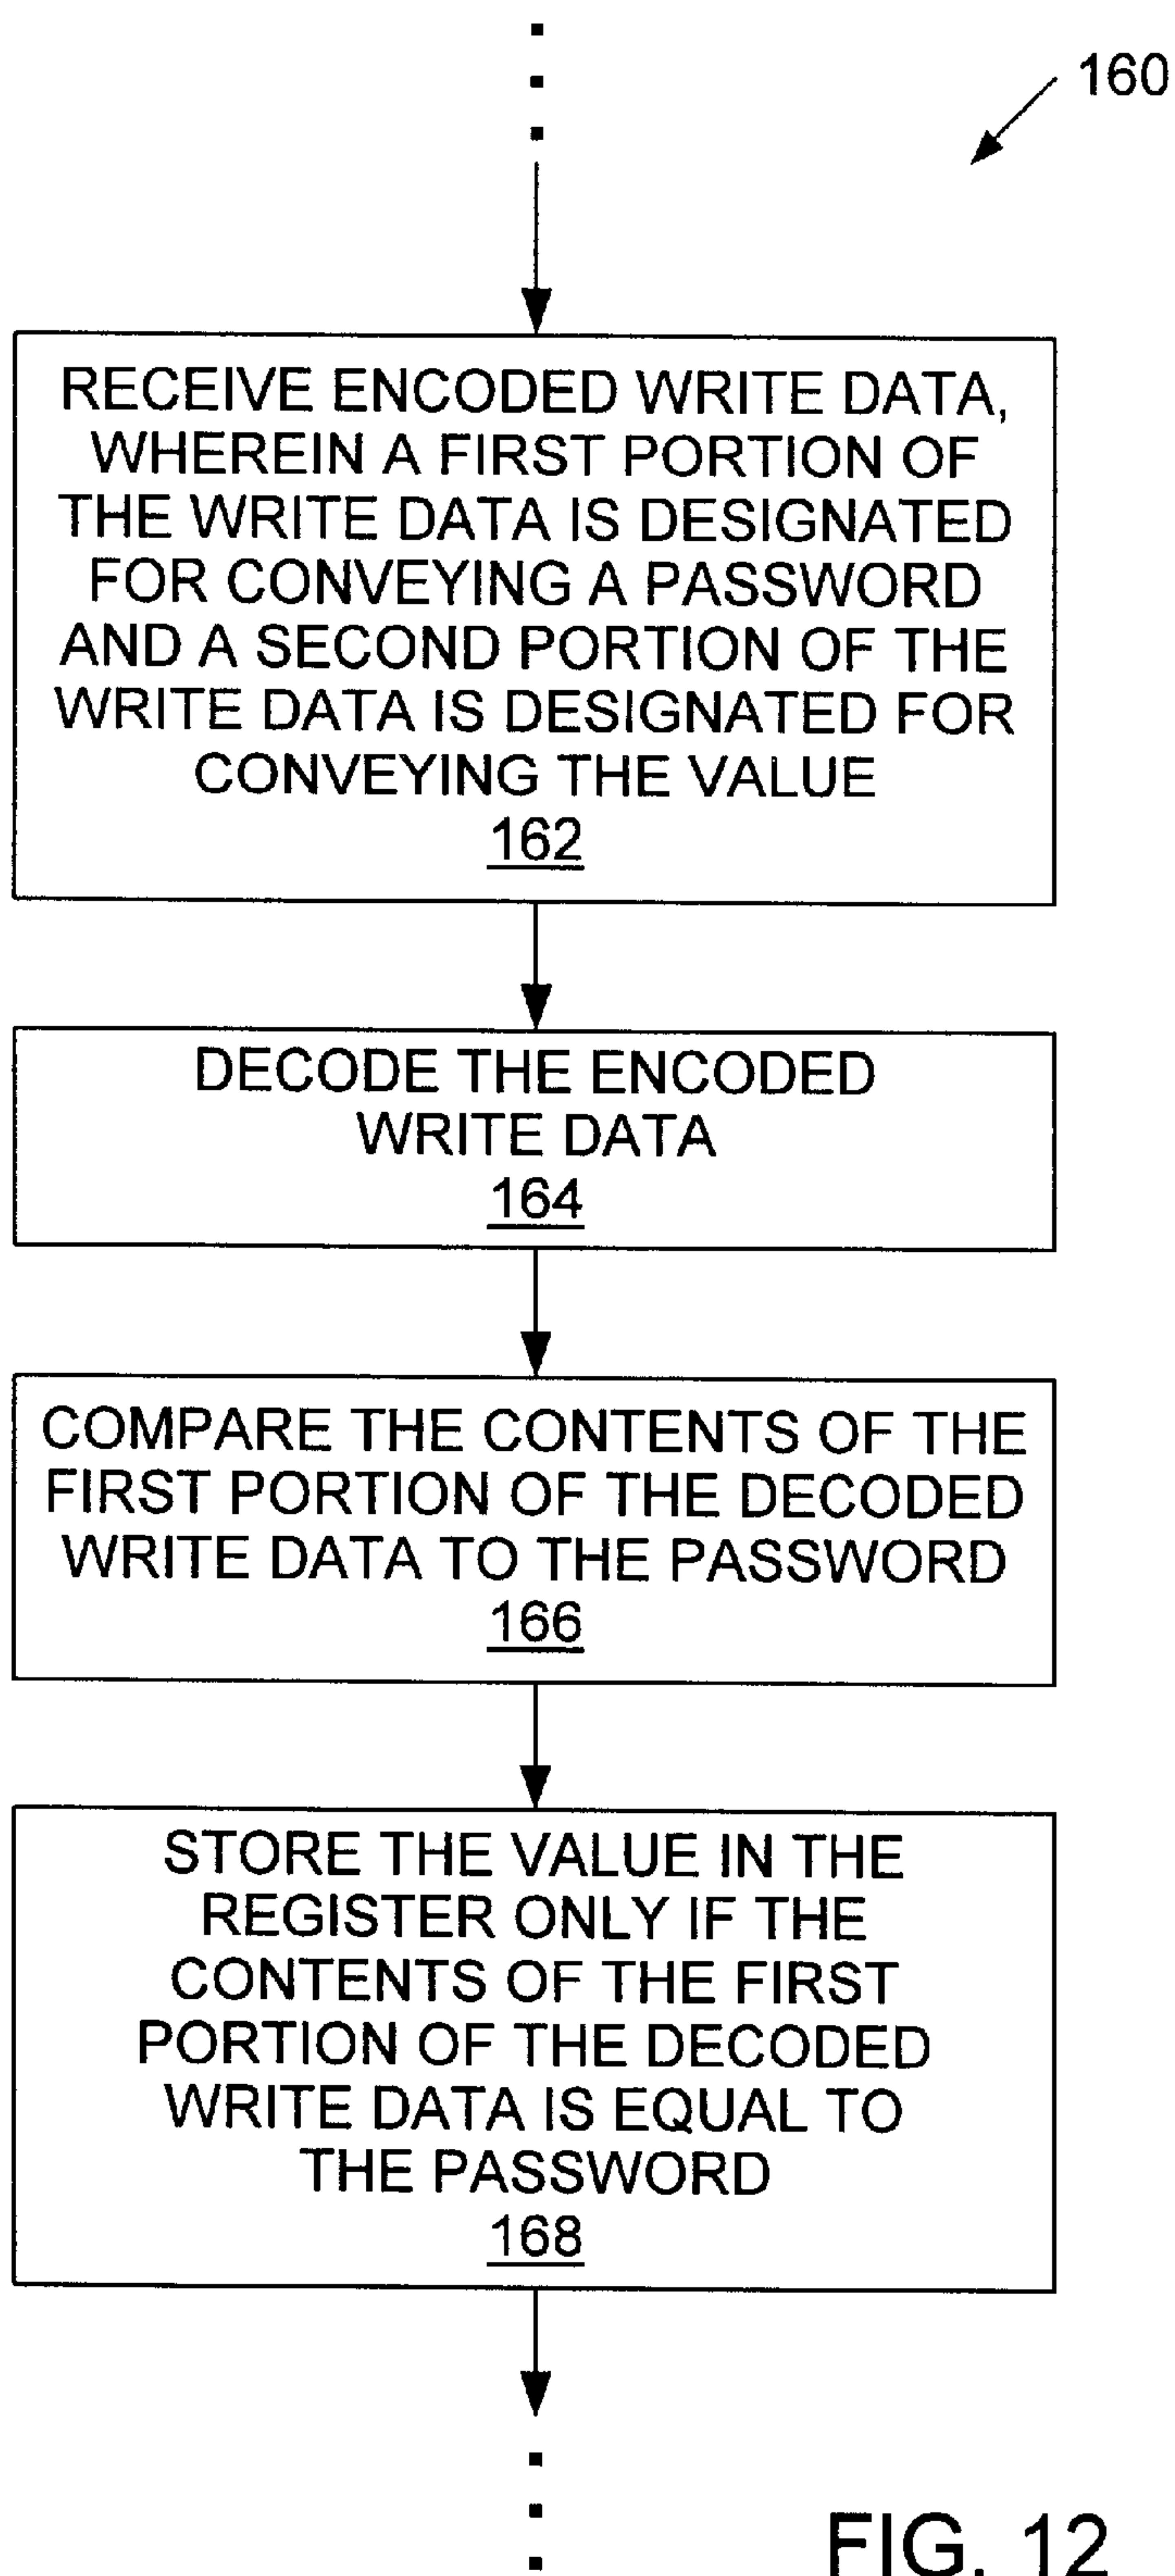 160
RECEIVE ENCODED WRITE DATA,
WHEREIN A FIRST PORTION OF
THE WRITE DATA IS DESIGNATED
FOR CONVEYING A PASSWORD
AND A SECOND PORTION OF THE
WRITE DATA IS DESIGNATED FOR
CONVEYING THE VALUE
162
DECODE THE ENCODED
WRITE DATA
164
COMPARE THE CONTENTS OF THE
FIRST PORTION OF THE DECODED
WRITE DATA TO THE PASSWORD
166
STORE THE VALUE IN THE
REGISTER ONLY IF THE
CONTENTS OF THE FIRST
PORTION OF THE DECODED
WRITE DATA IS EQUAL TO
THE PASSWORD
168
FIG. 12